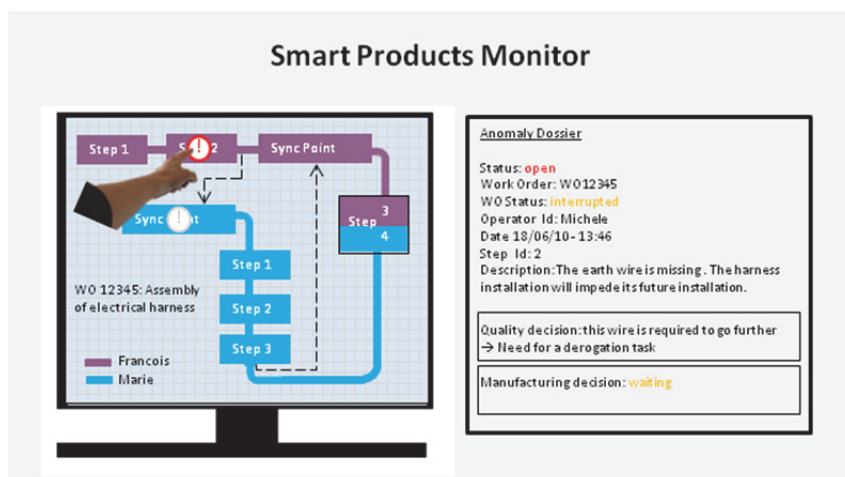 Smart Products Monitor
Step 1
S 2
Sync Point
Sync nt
Step 3
4
Step 1
Step 2
Step 3
WO 12345: Assembly
of electrical harness
Francois
Marie
Anomaly Dossier
Status: open
Work Order: WO12345
WO Status: interrupted
Operator Id: Michele
Date 18/06/10- 13:46
Step Id: 2
Description: The earth wire is missing . The harness
installation will impede its future installation.
Quality decision: this wire is required to go further
→ Need for a derogation task
Manufacturing decision: waiting